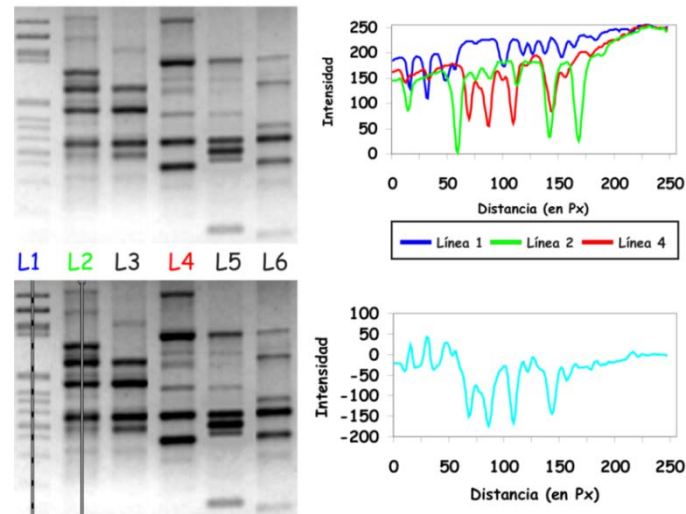 L1 L2 L3 L4 L5 L6
Intensidad
250
200
150
100
50
0
0 50 100 150 200 250
Distancia (en Px)
Línea 1 Línea 2 Línea 4
Intensidad
100
50
0
-50
-100
-150
-200
0 50 100 150 200 250
Distancia (en Px)